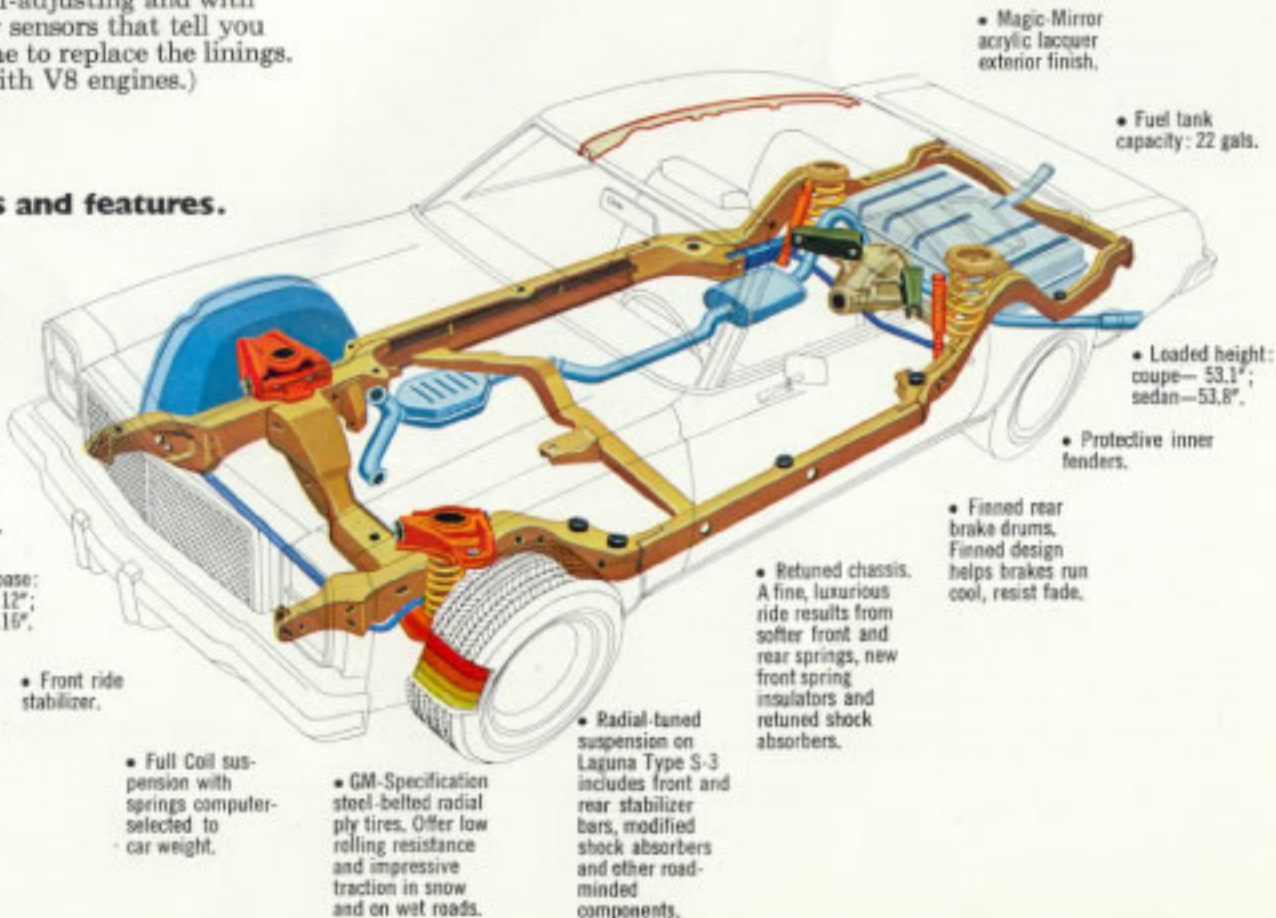 -adjusting and with
sensors that tell you
to replace the linings.
with V8 engines.)
and features.
• Magic-Mirror
acrylic lacquer
exterior finish.
• Fuel tank
capacity: 22 gals.
• Loaded height:
coupe— 53.1";
sedan—53.8".
• Protective inner
fenders.
• Finned rear
brake drums.
Finned design
helps brakes run
cool, resist fade.
• Retuned chassis.
A fine, luxurious
ride results from
softer front and
rear springs, new
front spring
insulators and
retuned shock
absorbers.
12";
16".
• Front ride
stabilizer.
• Full Coil sus-
pension with
springs computer-
selected to
car weight.
• GM-Specification
steel-belted radial
ply tires. Offer low
rolling resistance
and impressive
traction in snow
and on wet roads.
• Radial-tuned
suspension on
Laguna Type S-3
includes front and
rear stabilizer
bars, modified
shock absorbers
and other road-
minded
components.